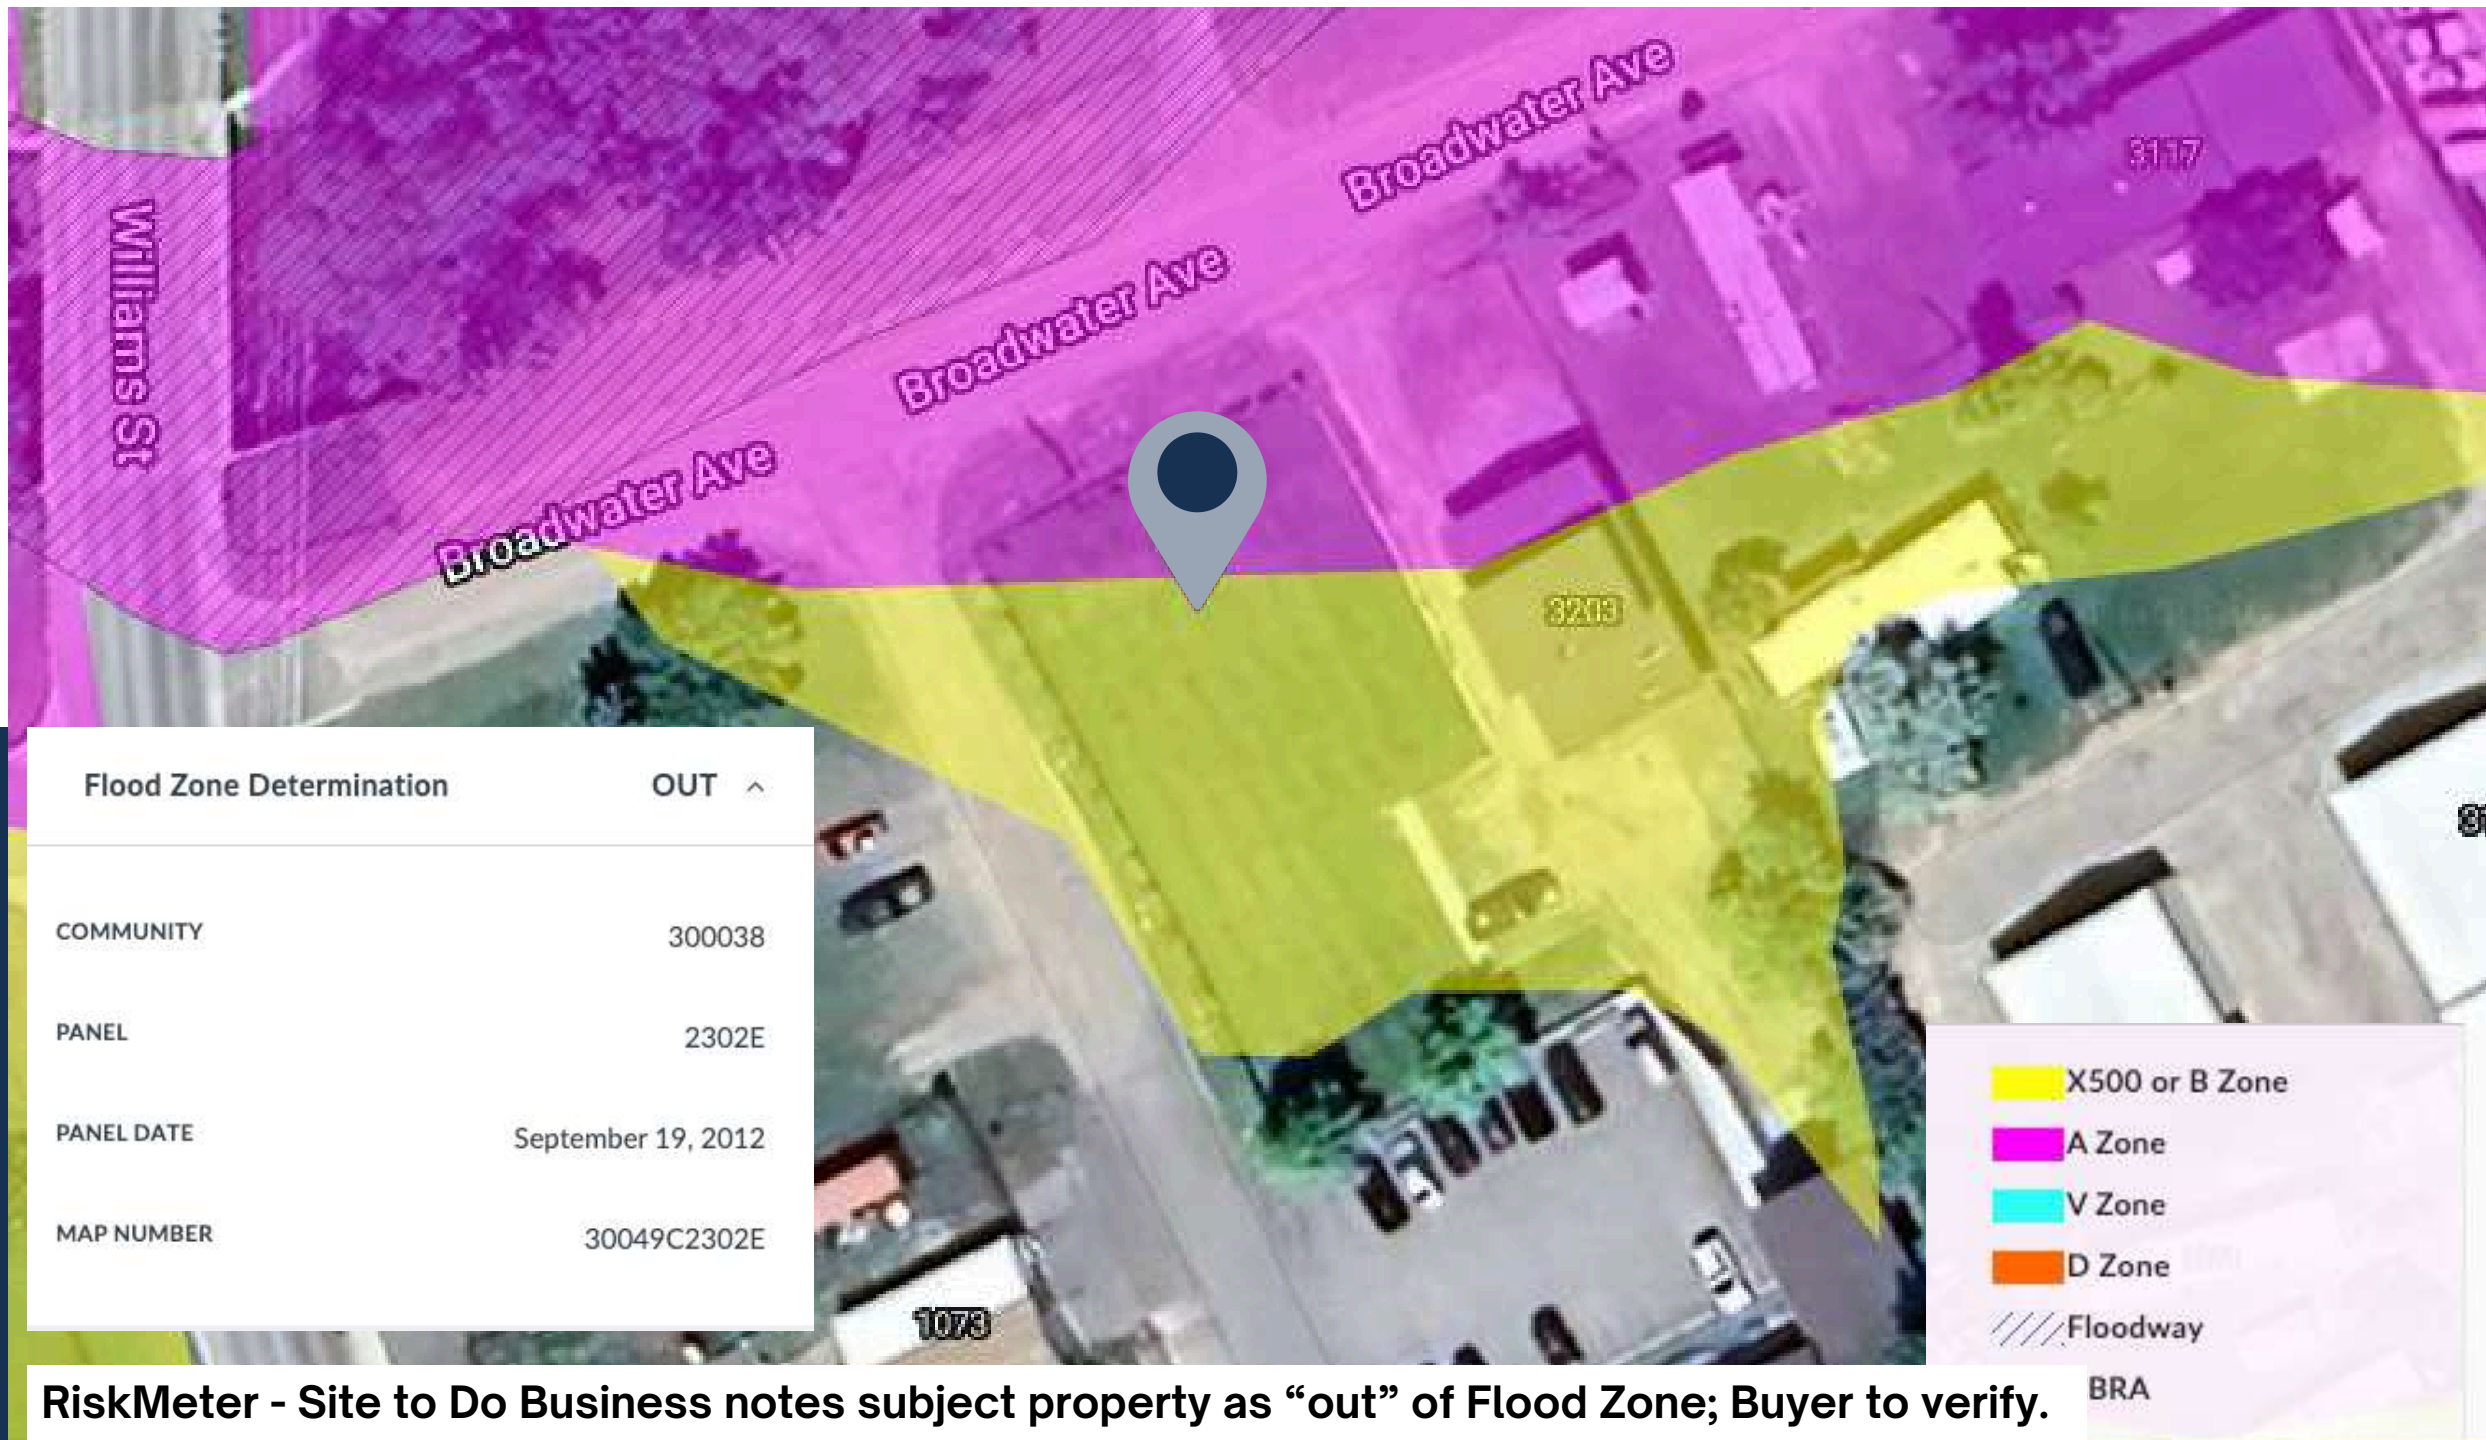 Broadwater Ave
3117
Williams St
Broadwater Ave
Broadwater Ave
3203
Flood Zone Determination OUT
COMMUNITY 300038
PANEL 2302E
PANEL DATE September 19, 2012
MAP NUMBER 30049C2302E
1073
X500 or B Zone
A Zone
V Zone
D Zone
Floodway
BRA
RiskMeter - Site to Do Business notes subject property as “out” of Flood Zone; Buyer to verify.